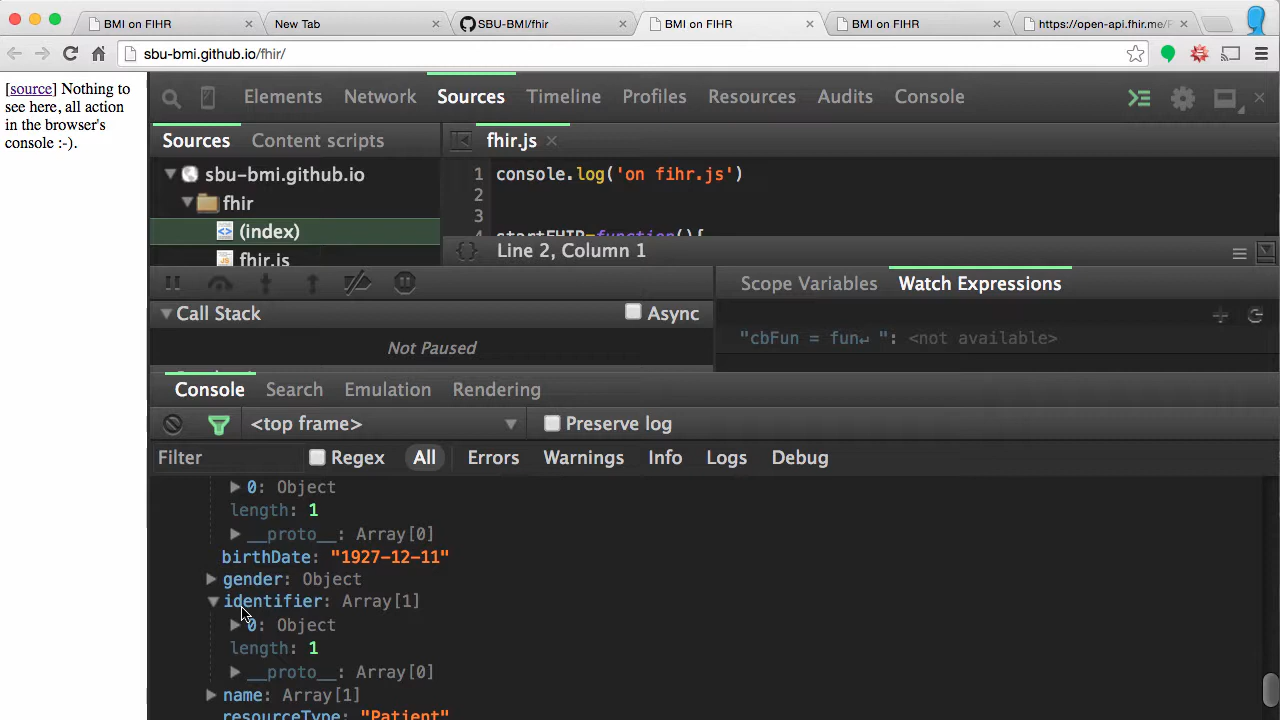 BMI on FIHR × New Tab × SBU-BMI/fhir × BMI on FIHR × BMI on FIHR × https://open-api.fhir.me/P ×
sbu-bmi.github.io/fhir/
[source] Nothing to
see here, all action
in the browser's
console :-).
Elements Network Sources Timeline Profiles Resources Audits Console
Sources Content scripts
sbu-bmi.github.io
fhir
(index)
fhir.js
fhir.js ×
1 console.log('on fihr.js')
2
3
4 startFHIR=function(){
{} Line 2, Column 1
Call Stack Async
Not Paused
Scope Variables Watch Expressions
"cbFun = fun↵ ": <not available>
Console Search Emulation Rendering
<top frame> Preserve log
Filter Regex All Errors Warnings Info Logs Debug
0: Object
length: 1
__proto__: Array[0]
birthDate: "1927-12-11"
gender: Object
identifier: Array[1]
0: Object
length: 1
__proto__: Array[0]
name: Array[1]
resourceType: "Patient"